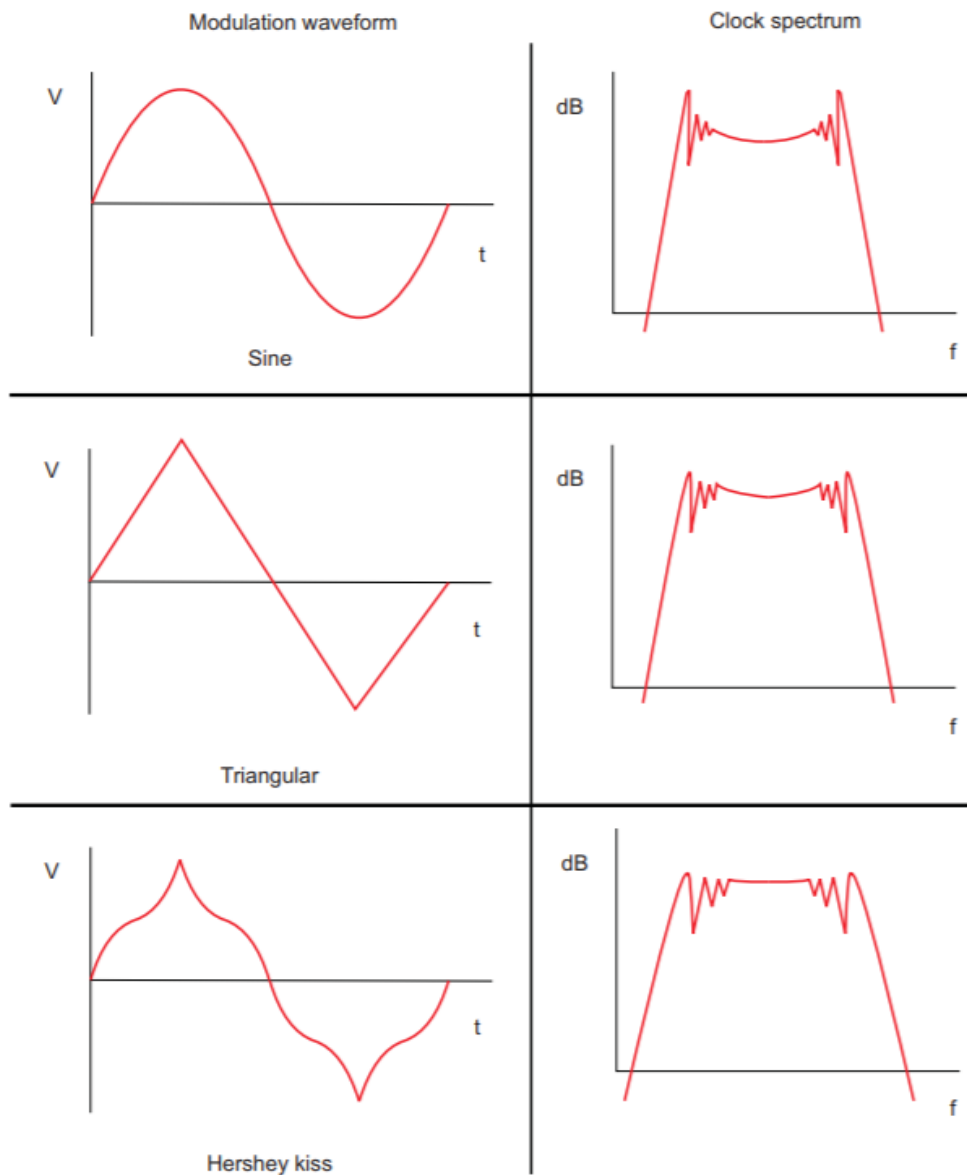 Modulation waveform
Clock spectrum
V
t
Sine
dB
f
V
t
Triangular
dB
f
V
t
Hershey kiss
dB
f